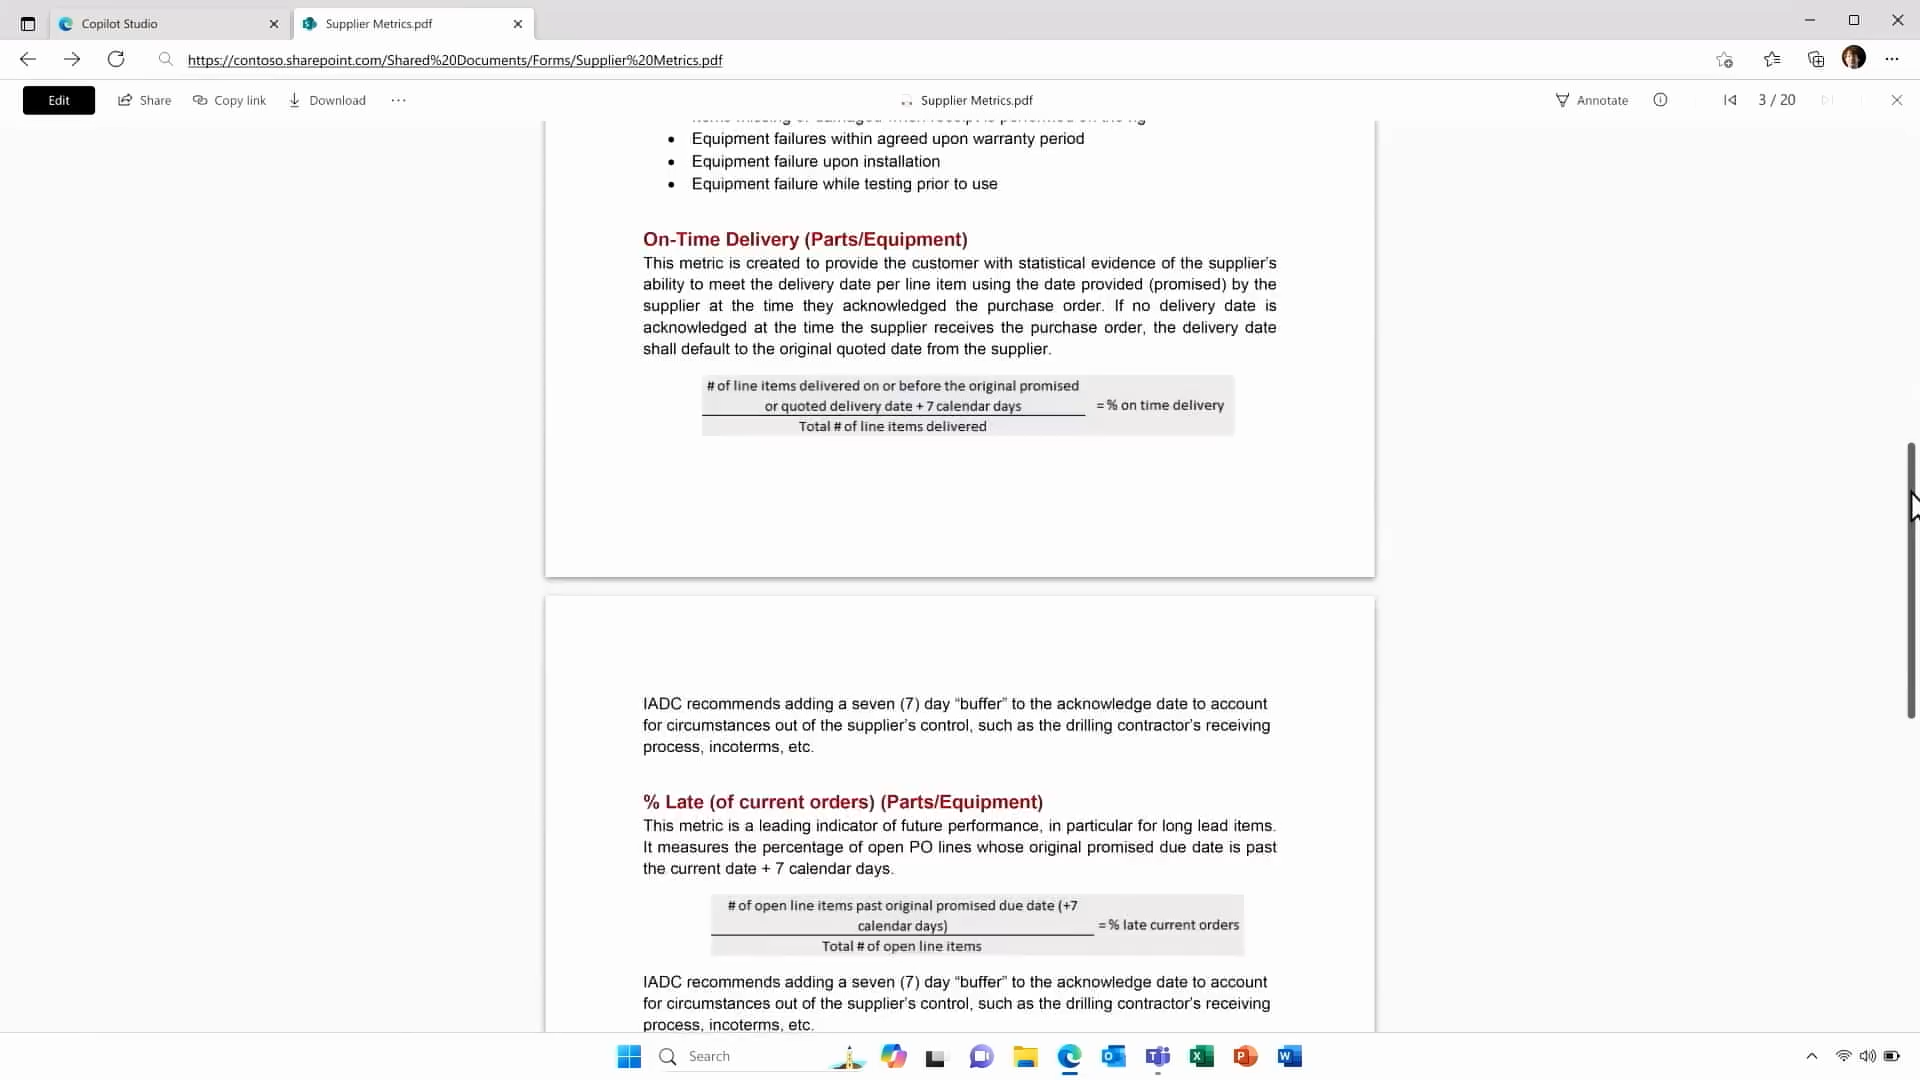 Copilot Studio
Supplier Metrics.pdf
https://contoso.sharepoint.com/Shared%20Documents/Forms/Supplier%20Metrics.pdf
Edit
Share
Copy link
Download
Supplier Metrics.pdf
Annotate
3 / 20
• Equipment failures within agreed upon warranty period
• Equipment failure upon installation
• Equipment failure while testing prior to use
On-Time Delivery (Parts/Equipment)
This metric is created to provide the customer with statistical evidence of the supplier's
ability to meet the delivery date per line item using the date provided (promised) by the
supplier at the time they acknowledged the purchase order. If no delivery date is
acknowledged at the time the supplier receives the purchase order, the delivery date
shall default to the original quoted date from the supplier.
# of line items delivered on or before the original promised
or quoted delivery date + 7 calendar days
= % on time delivery
Total # of line items delivered
IADC recommends adding a seven (7) day “buffer” to the acknowledge date to account
for circumstances out of the supplier's control, such as the drilling contractor's receiving
process, incoterms, etc.
% Late (of current orders) (Parts/Equipment)
This metric is a leading indicator of future performance, in particular for long lead items.
It measures the percentage of open PO lines whose original promised due date is past
the current date + 7 calendar days.
# of open line items past original promised due date (+7
calendar days)
= % late current orders
Total # of open line items
IADC recommends adding a seven (7) day “buffer” to the acknowledge date to account
for circumstances out of the supplier's control, such as the drilling contractor's receiving
process, incoterms, etc.
Search